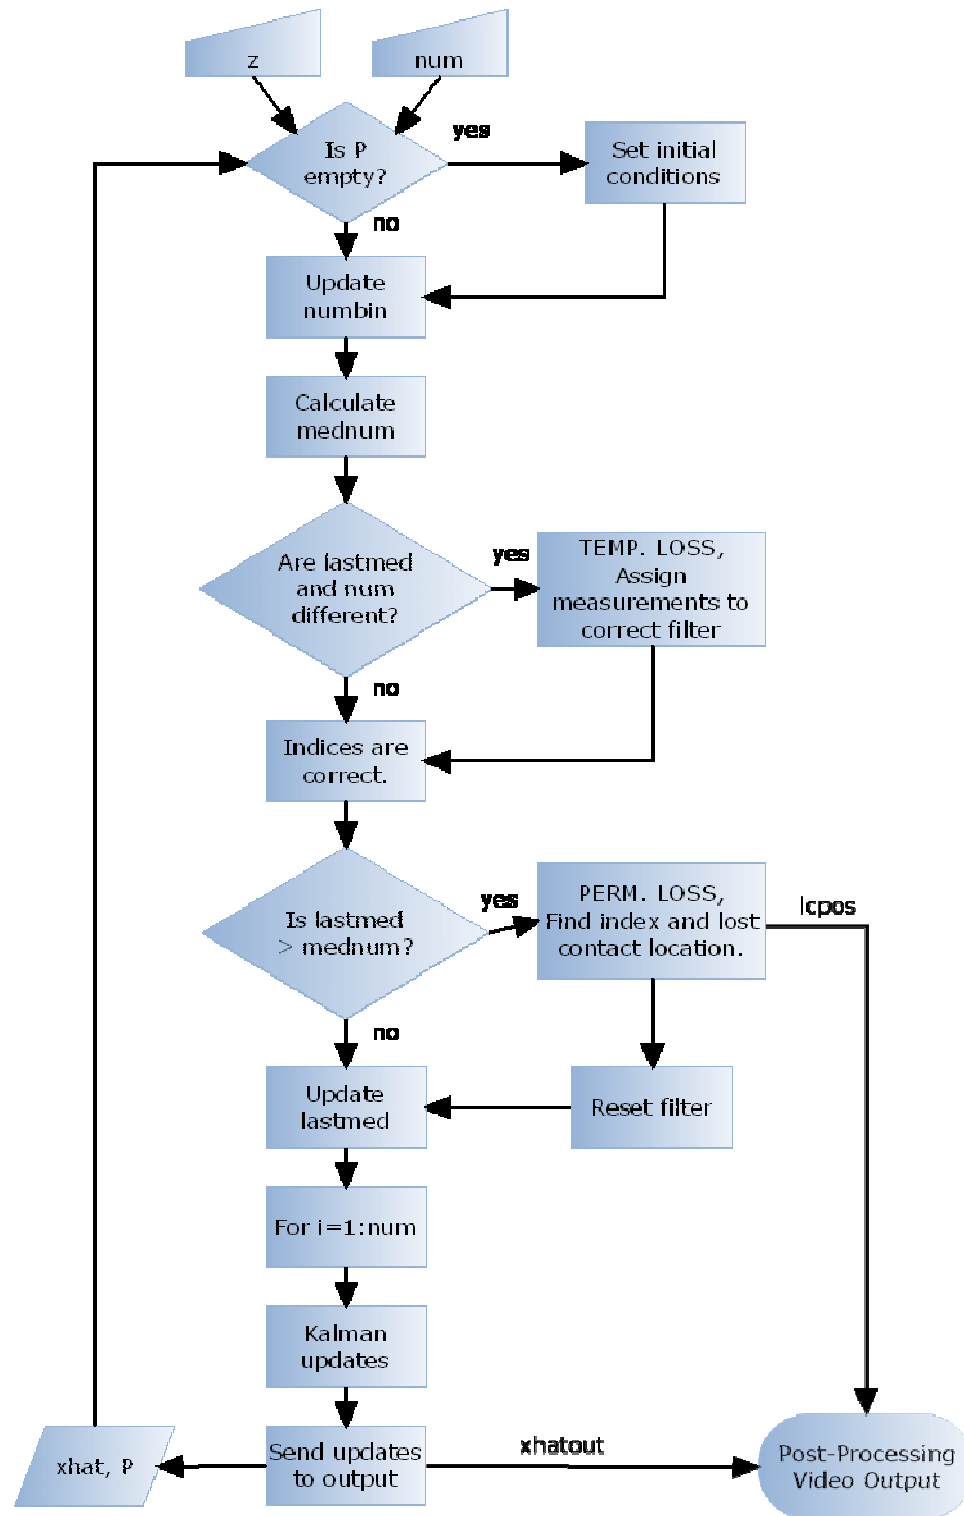 z
num
Is P
empty?
yes
Set initial
conditions
no
Update
numbin
Calculate
mednum
Are lastmed
and num
different?
yes
TEMP. LOSS,
Assign
measurements to
correct filter
no
Indices are
correct.
Is lastmed
> mednum?
yes
PERM. LOSS,
Find index and lost
contact location.
lcpos
no
Update
lastmed
Reset filter
For i=1:num
Kalman
updates
xhat, P
Send updates
to output
xhatout
Post-Processing
Video Output